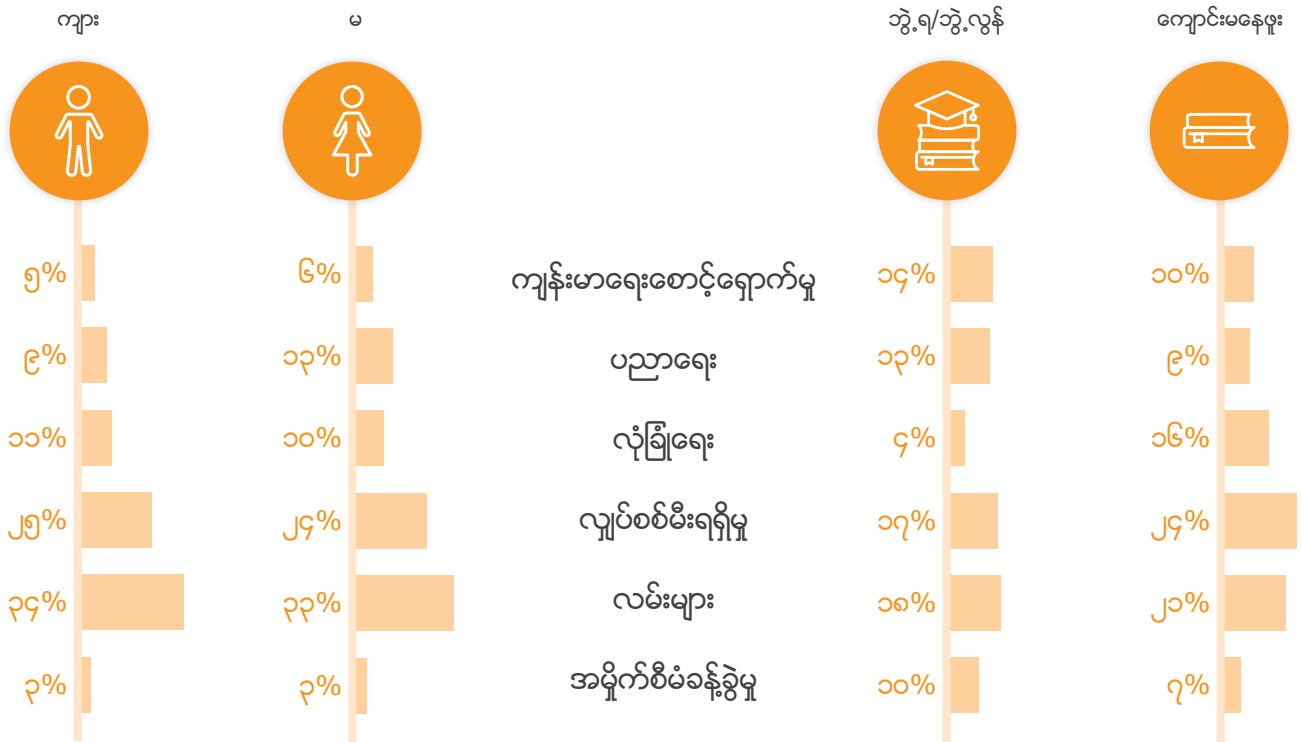 ကျား
မ
ဘွဲ့ရ/ဘွဲ့လွန်
ကျောင်းမနေဖူး
၅% ၆% ကျန်းမာရေးစောင့်ရှောက်မှု ၁၄% ၁၀%
၉% ၁၃% ပညာရေး ၁၃% ၉%
၁၁% ၁၀% လုံခြုံရေး ၄% ၁၆%
၂၅% ၂၄% လျှပ်စစ်မီးရရှိမှု ၁၇% ၂၄%
၃၄% ၃၃% လမ်းများ ၁၈% ၂၁%
၃% ၃% အမှိုက်စီမံခန့်ခွဲမှု ၁၀% ၇%